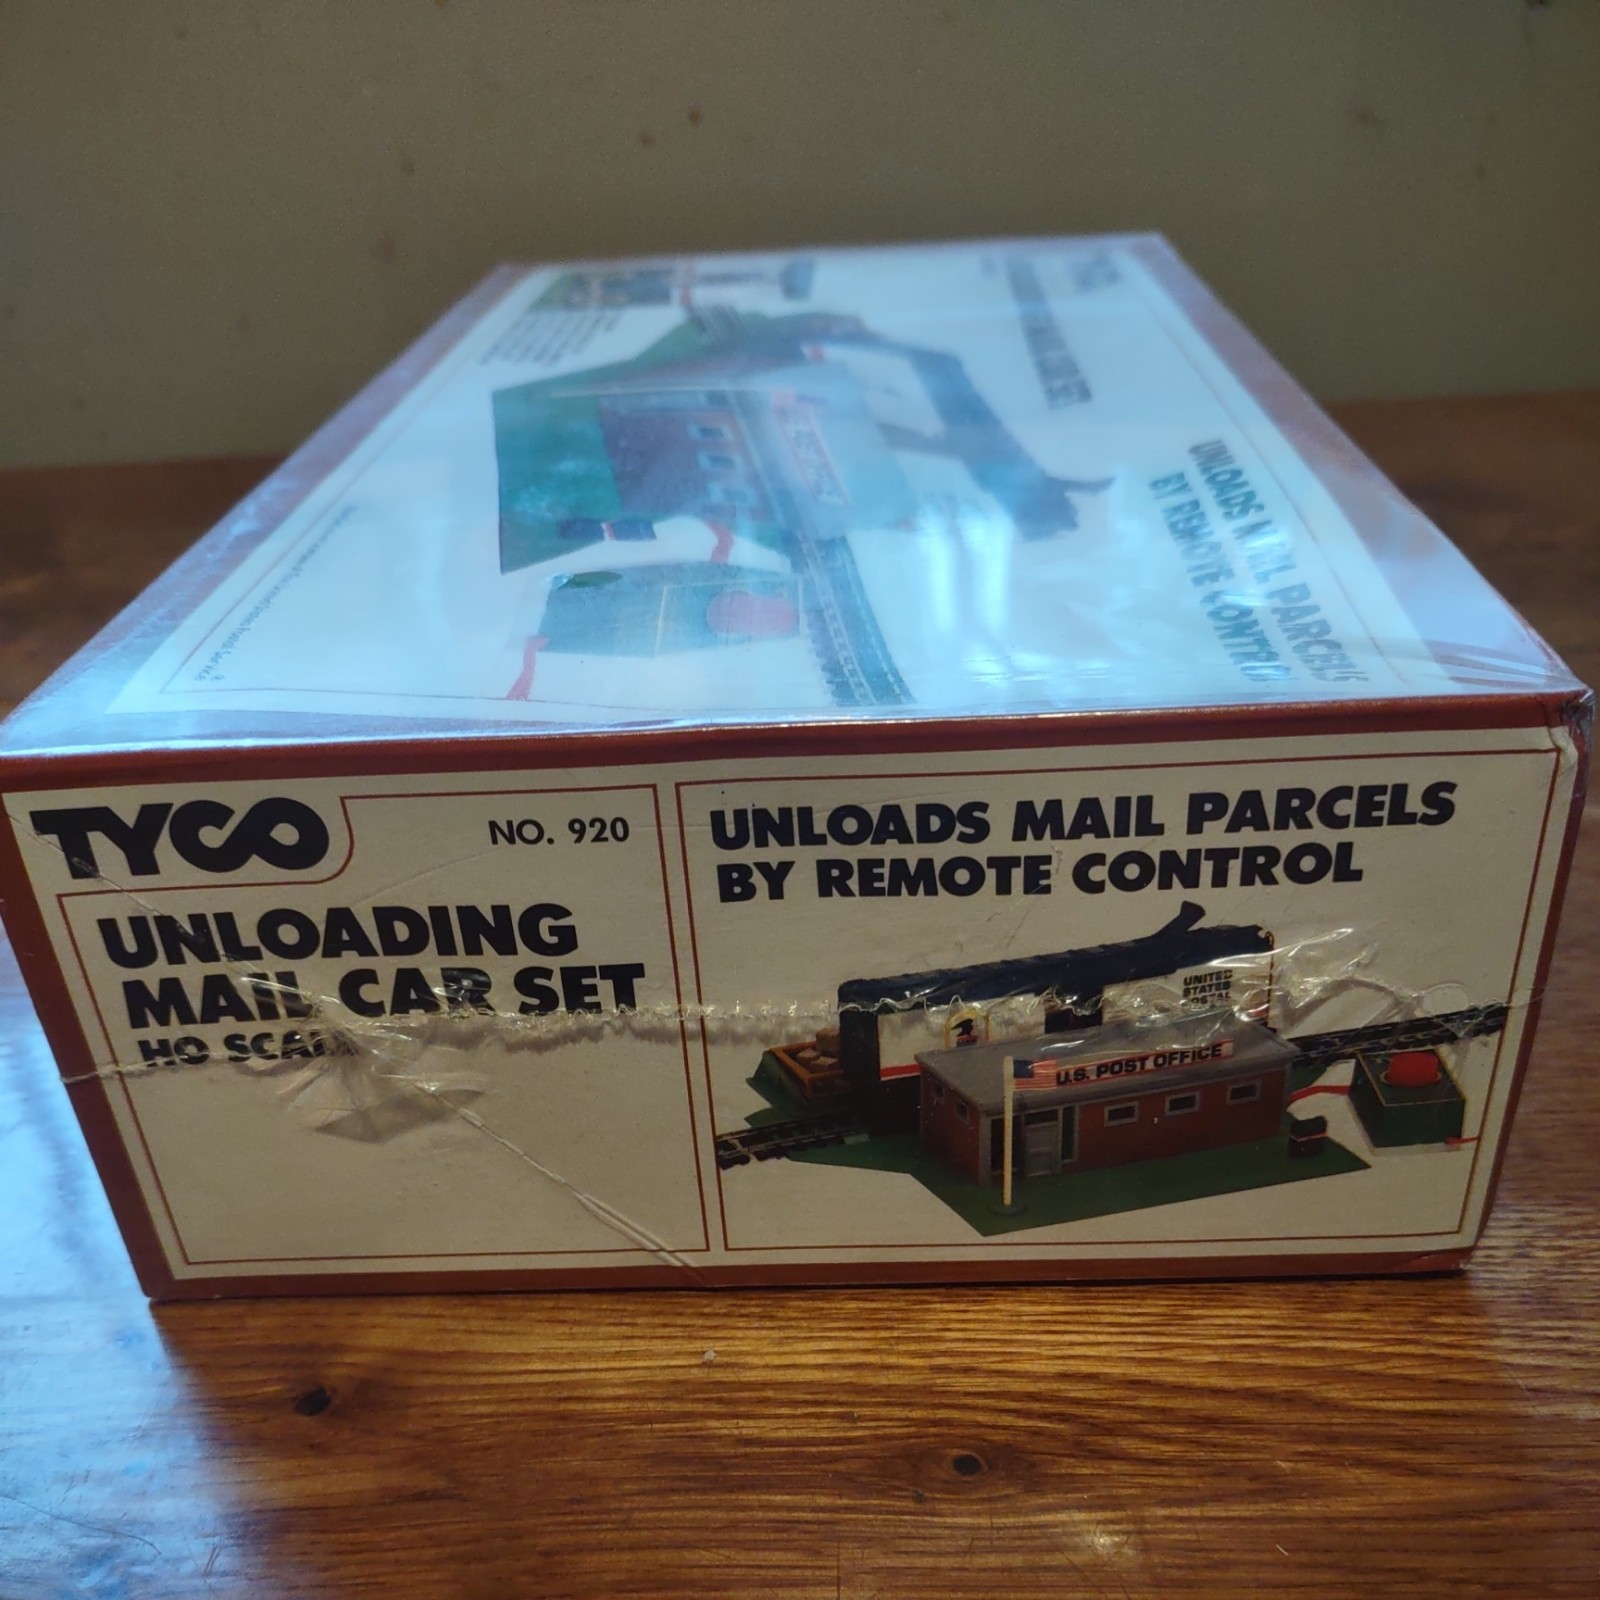 UNLOADS MAIL PARCELS
BY REMOTE CONTROL
TYCO
NO. 920
UNLOADING
MAIL CAR SET
HO SCALE
UNLOADS MAIL PARCELS
BY REMOTE CONTROL
UNITED
STATES
POSTAL
U.S. POST OFFICE